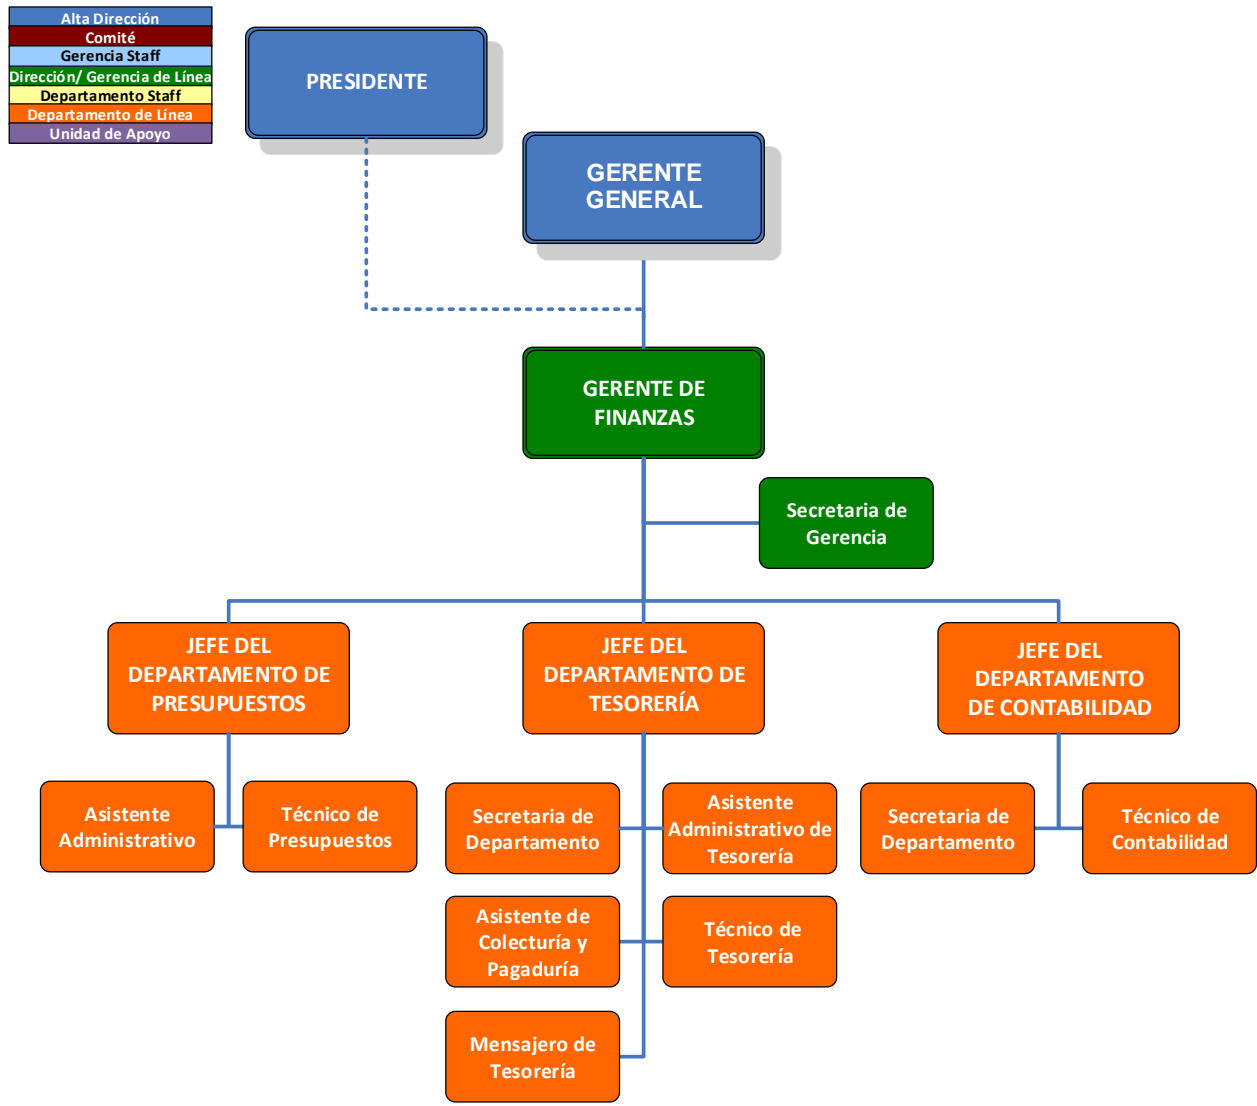 Alta Dirección
Comité
Gerencia Staff
Dirección/ Gerencia de Línea
Departamento Staff
Departamento de Línea
Unidad de Apoyo
PRESIDENTE
GERENTE
GENERAL
GERENTE DE
FINANZAS
Secretaria de
Gerencia
JEFE DEL
DEPARTAMENTO DE
PRESUPUESTOS
JEFE DEL
DEPARTAMENTO DE
TESORERÍA
JEFE DEL
DEPARTAMENTO
DE CONTABILIDAD
Asistente
Administrativo
Técnico de
Presupuestos
Secretaria de
Departamento
Asistente
Administrativo de
Tesorería
Secretaria de
Departamento
Técnico de
Contabilidad
Asistente de
Colecturía y
Pagaduría
Técnico de
Tesorería
Mensajero de
Tesorería